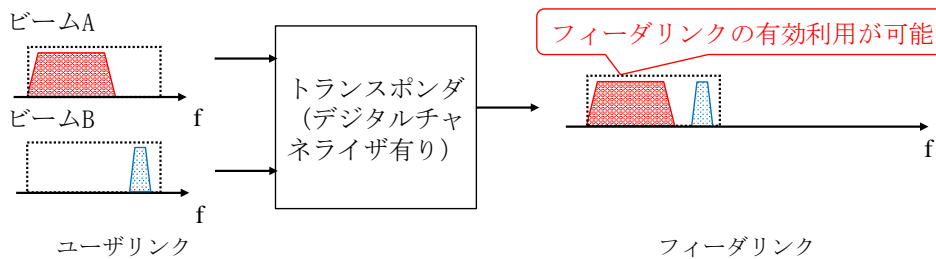 ビームA
フィーダリンクの有効利用が可能
f
ビームB
トランスポンダ
（デジタルチャ
ネライザ有り）
f
f
ユーザリンク
フィーダリンク